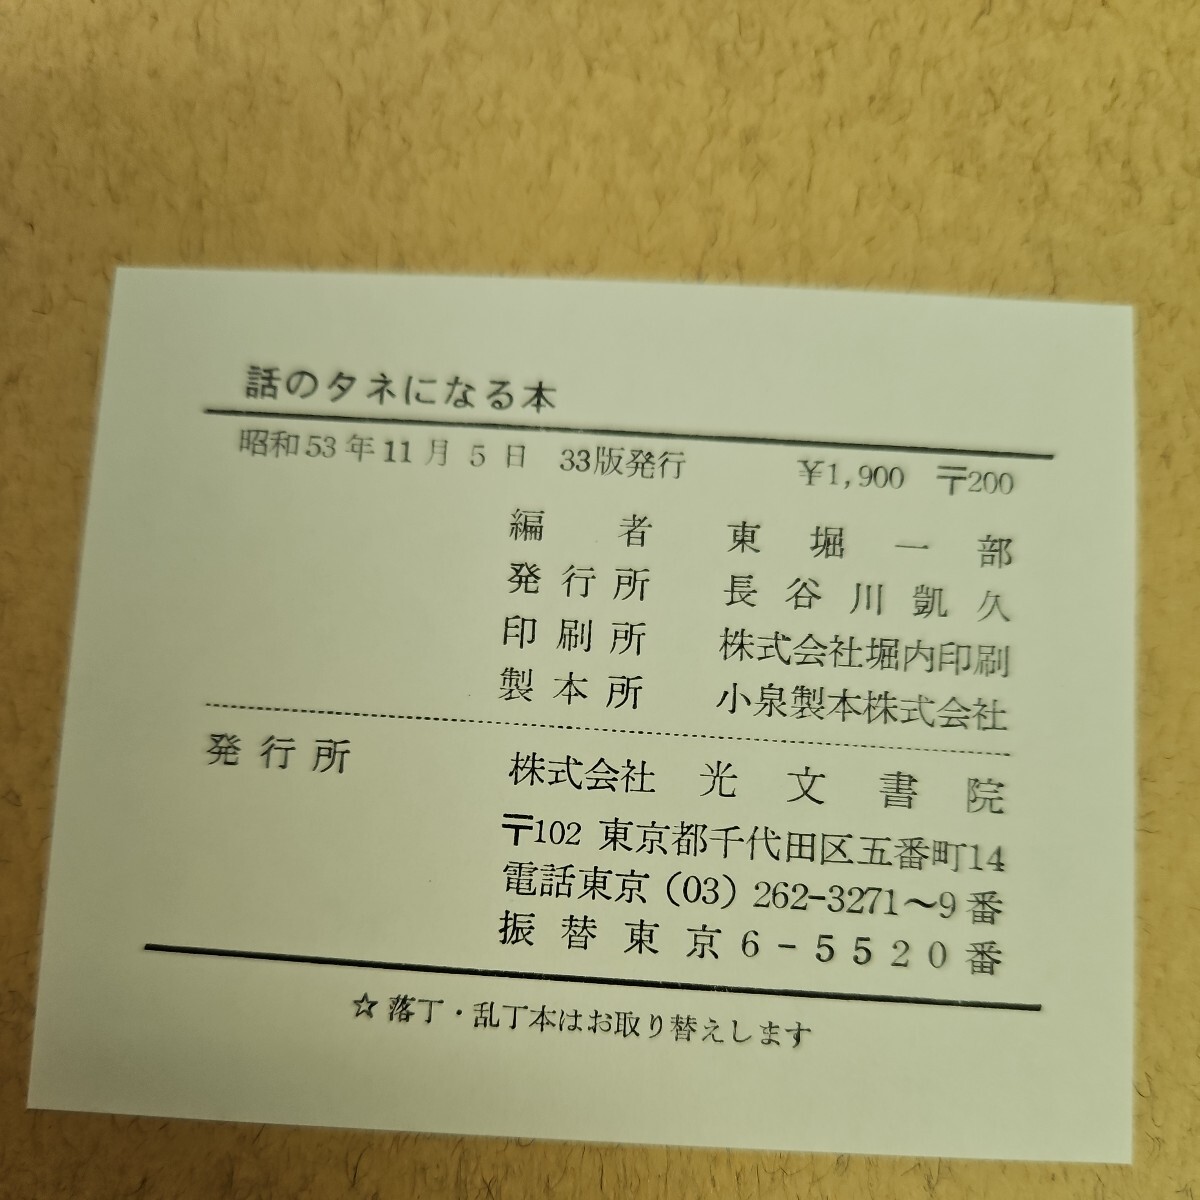 話のタネになる本
昭和53年11月5日 33版発行 ¥1,900 〒200
編者 東堀一部
発行所 長谷川凱久
印刷所 株式会社堀内印刷
製本所 小泉製本株式会社
発行所 株式会社 光文書院
〒102 東京都千代田区五番町14
電話東京(03)262-3271〜9番
振替東京6-5520番
☆落丁・乱丁本はお取り替えします